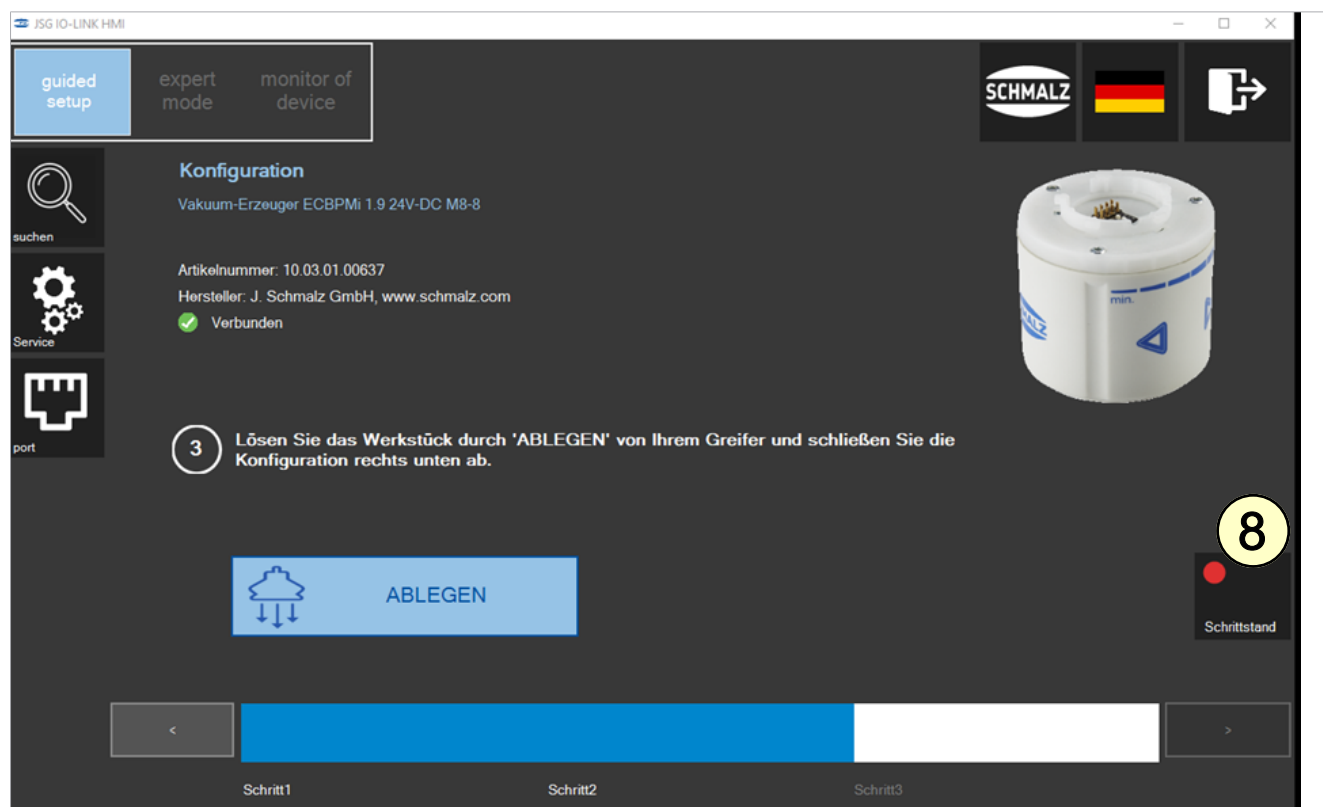 JSG IO-LINK HMI
guided
setup
expert
mode
monitor of
device
SCHMALZ
suchen
Service
port
Konfiguration
Vakuum-Erzeuger ECBPMi 1.9 24V-DC M8-8
Artikelnummer: 10.03.01.00637
Hersteller: J. Schmalz GmbH, www.schmalz.com
Verbunden
min.
3
Lösen Sie das Werkstück durch 'ABLEGEN' von Ihrem Greifer und schließen Sie die
Konfiguration rechts unten ab.
8
ABLEGEN
Schrittstand
<
>
Schritt1
Schritt2
Schritt3